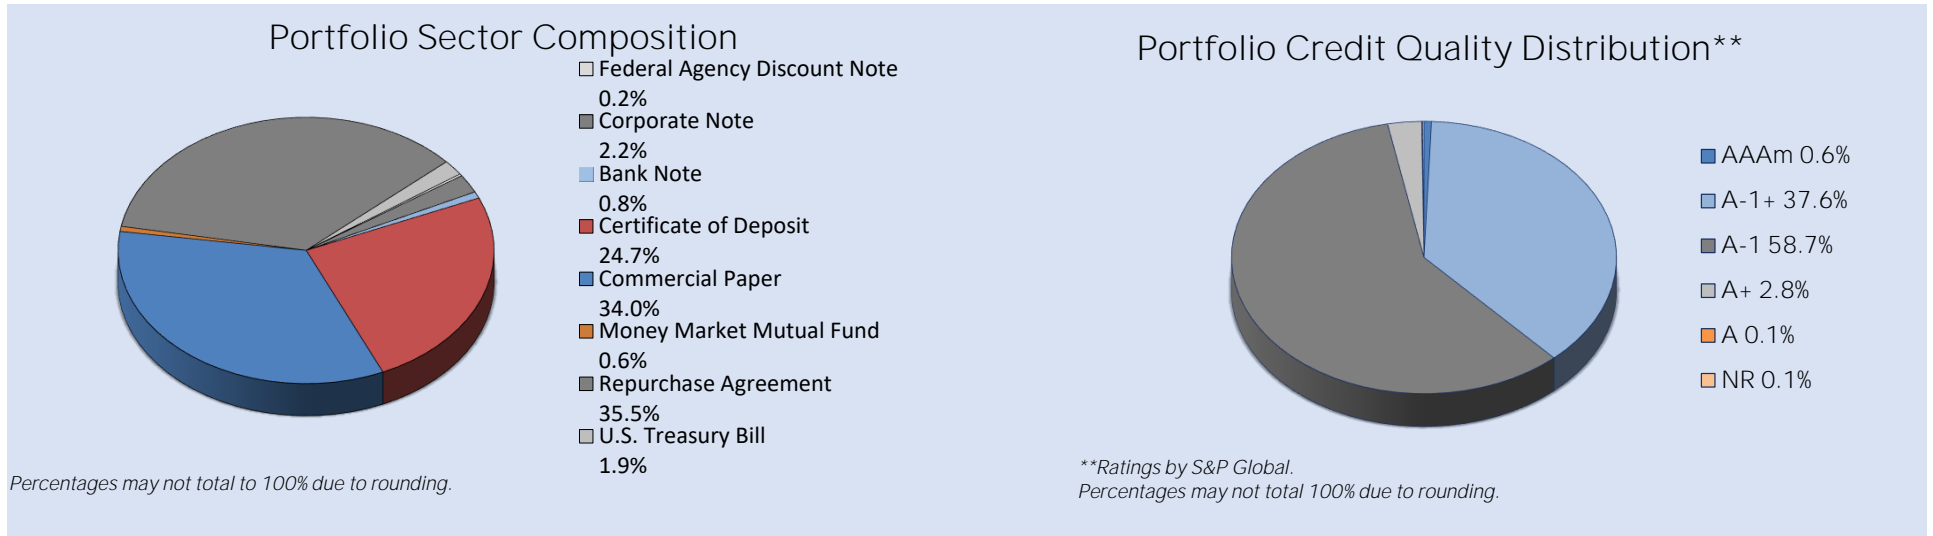 Portfolio Sector Composition
Federal Agency Discount Note
0.2%
Corporate Note
2.2%
Bank Note
0.8%
Certificate of Deposit
24.7%
Commercial Paper
34.0%
Money Market Mutual Fund
0.6%
Repurchase Agreement
35.5%
U.S. Treasury Bill
1.9%
Percentages may not total to 100% due to rounding.
Portfolio Credit Quality Distribution**
AAAm 0.6%
A-1+ 37.6%
A-1 58.7%
A+ 2.8%
A 0.1%
NR 0.1%
**Ratings by S&P Global.
Percentages may not total 100% due to rounding.